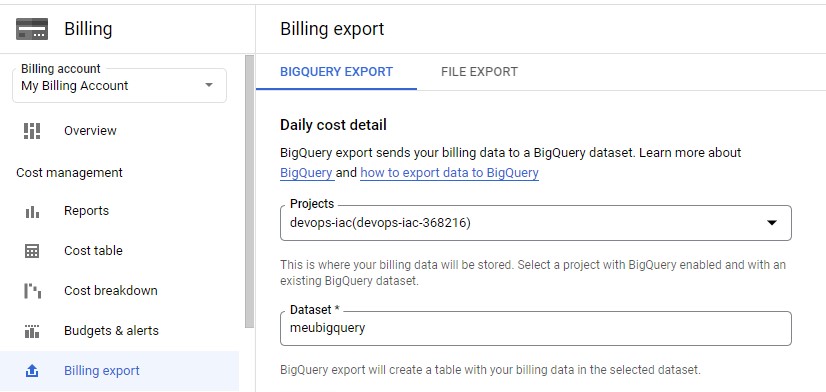 Billing
Billing account
My Billing Account
Overview
Cost management
Reports
Cost table
Cost breakdown
Budgets & alerts
Billing export
Billing export
BIGQUERY EXPORT
FILE EXPORT
Daily cost detail
BigQuery export sends your billing data to a BigQuery dataset. Learn more about
BigQuery and how to export data to BigQuery
Projects
devops-iac(devops-iac-368216)
This is where your billing data will be stored. Select a project with BigQuery enabled and with an
existing BigQuery dataset.
Dataset *
meubigquery
BigQuery export will create a table with your billing data in the selected dataset.